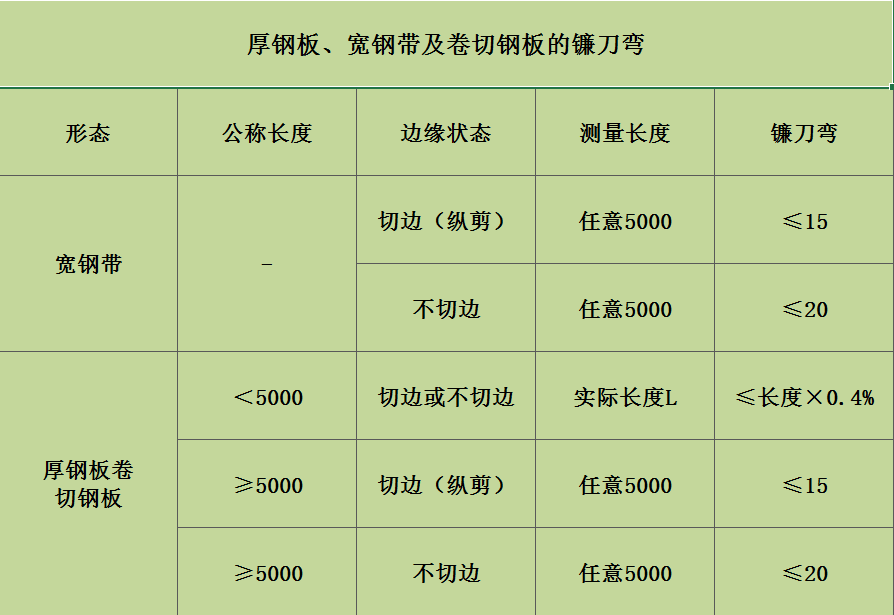 厚钢板、宽钢带及卷切钢板的镰刀弯
形态 公称长度 边缘状态 测量长度 镰刀弯
宽钢带 - 切边（纵剪） 任意5000 ≤15
不切边 任意5000 ≤20
厚钢板卷
切钢板
<5000 切边或不切边 实际长度L ≤长度×0.4%
≥5000 切边（纵剪） 任意5000 ≤15
≥5000 不切边 任意5000 ≤20